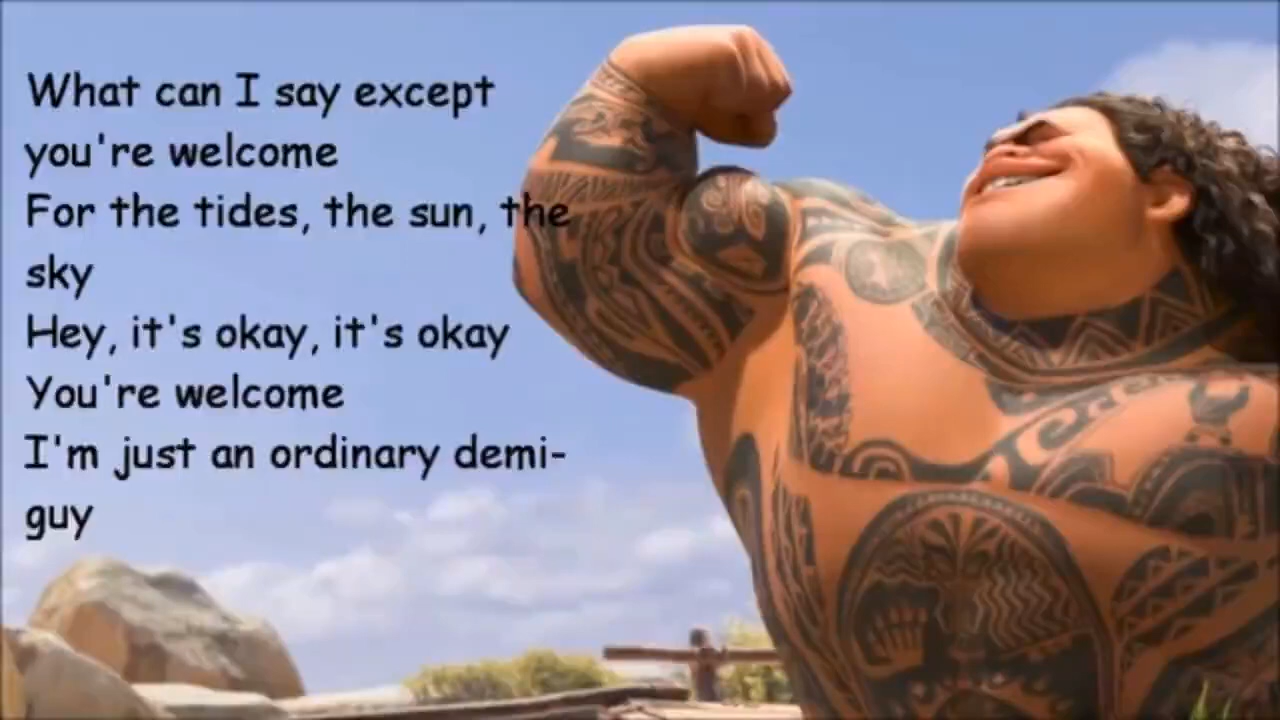 What can I say except
you're welcome
For the tides, the sun, the
sky
Hey, it's okay, it's okay
You're welcome
I'm just an ordinary demi-
guy